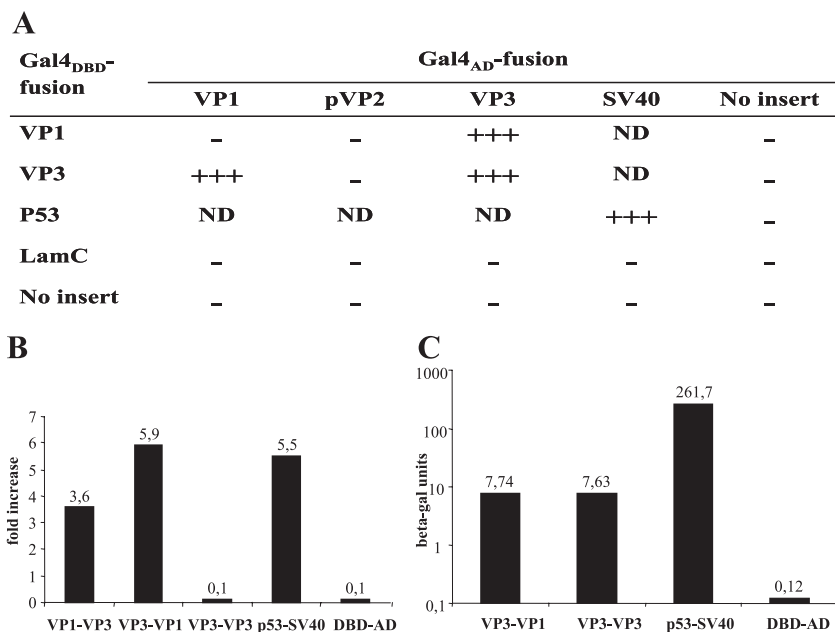 A
Gal4DBD-fusion
Gal4AD-fusion
VP1 pVP2 VP3 SV40 No insert
VP1 – – +++ ND –
VP3 +++ – +++ ND –
P53 ND ND ND +++ –
LamC – – – – –
No insert – – – – –
B
fold increase
7
6
5
4
3
2
1
0
3,6
5,9
0,1
5,5
0,1
VP1-VP3 VP3-VP1 VP3-VP3 p53-SV40 DBD-AD
C
beta-gal units
1000
100
10
1
0,1
7,74
7,63
261,7
0,12
VP3-VP1 VP3-VP3 p53-SV40 DBD-AD